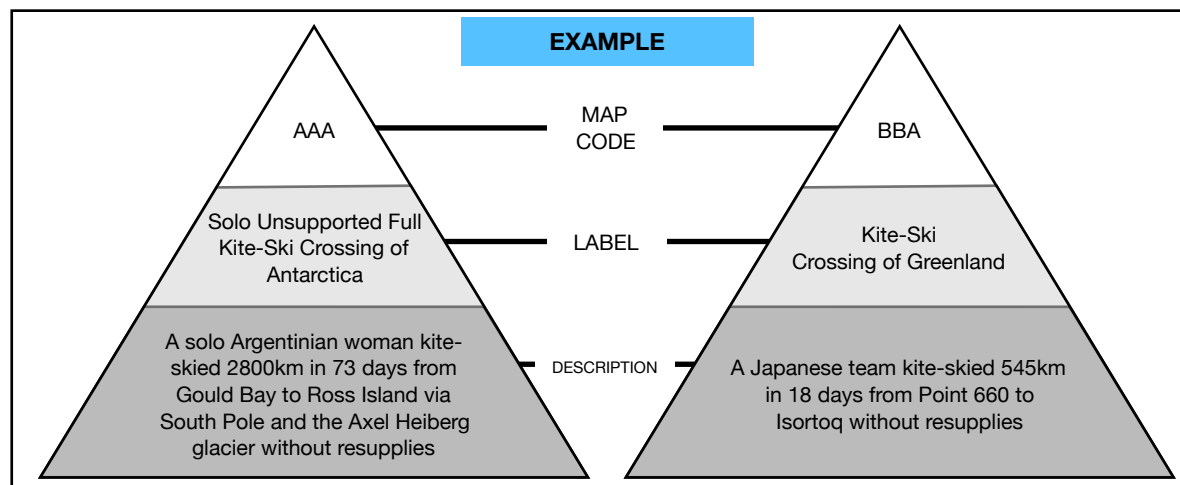 EXAMPLE
AAA
MAP
CODE
BBA
Solo Unsupported Full
Kite-Ski Crossing of
Antarctica
LABEL
Kite-Ski
Crossing of Greenland
A solo Argentinian woman kite-
skied 2800km in 73 days from
Gould Bay to Ross Island via
South Pole and the Axel Heiberg
glacier without resupplies
DESCRIPTION
A Japanese team kite-skied 545km
in 18 days from Point 660 to
Isortoq without resupplies